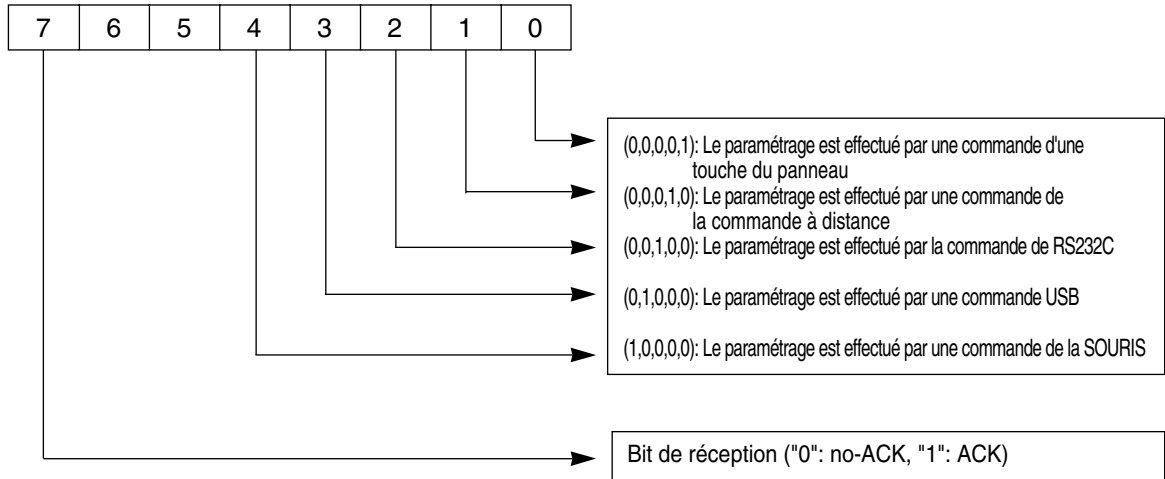 7 6 5 4 3 2 1 0
(0,0,0,0,1): Le paramétrage est effectué par une commande d'une
touche du panneau
(0,0,0,1,0): Le paramétrage est effectué par une commande de
la commande à distance
(0,0,1,0,0): Le paramétrage est effectué par la commande de RS232C
(0,1,0,0,0): Le paramétrage est effectué par une commande USB
(1,0,0,0,0): Le paramétrage est effectué par une commande de la SOURIS
Bit de réception ("0": no-ACK, "1": ACK)